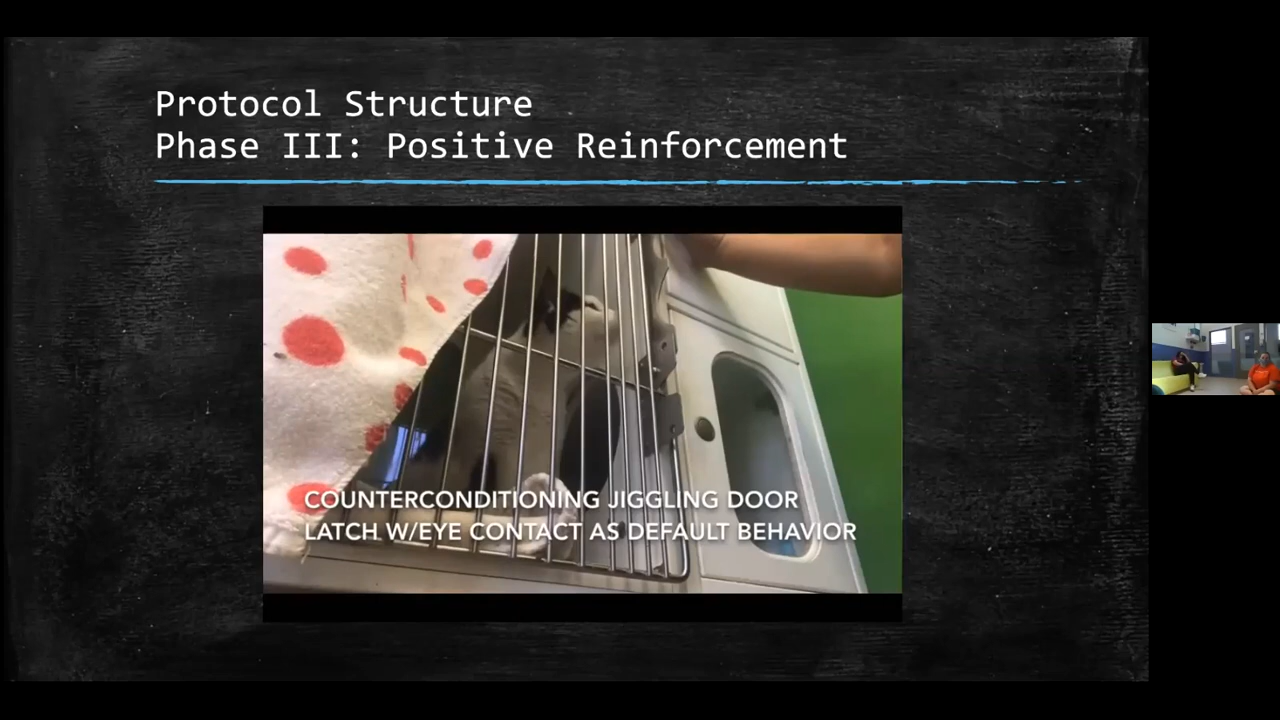 Protocol Structure
Phase III: Positive Reinforcement
COUNTERCONDITIONING JIGGLING DOOR
LATCH W/EYE CONTACT AS DEFAULT BEHAVIOR